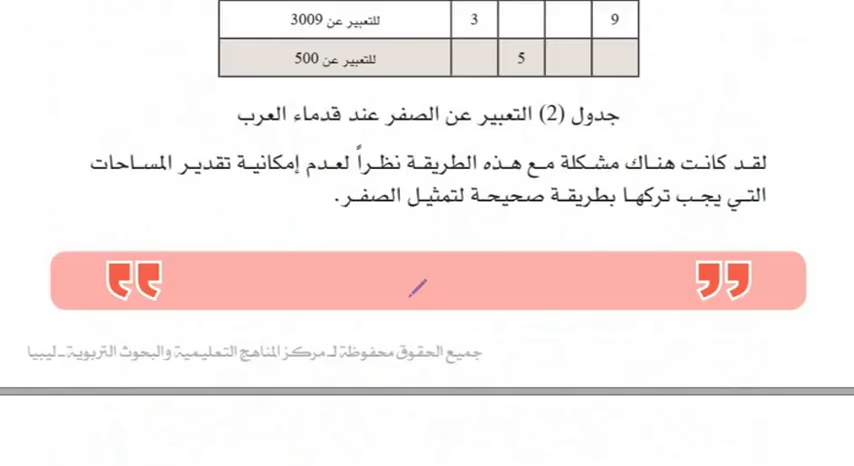 للتعبير عن 3009 3 9
للتعبير عن 500 5
جدول (2) التعبير عن الصفر عند قدماء العرب
لقد كانت هناك مشكلة مع هذه الطريقة نظراً لعدم إمكانية تقدير المساحات
التي يجب تركها بطريقة صحيحة لتمثيل الصفر.
جميع الحقوق محفوظة لـ مركز المناهج التعليمية والبحوث التربوية - ليبيا